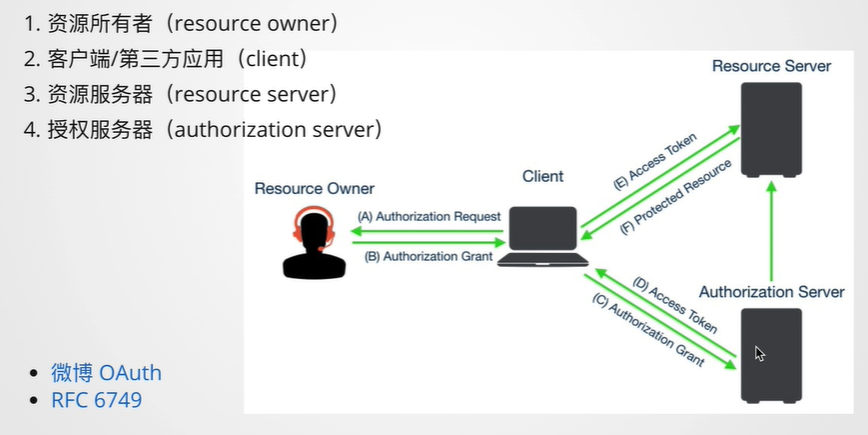 1. 资源所有者（resource owner）
2. 客户端/第三方应用（client）
3. 资源服务器（resource server）
4. 授权服务器（authorization server）
Resource Server
Resource Owner
Client
(A) Authorization Request
(B) Authorization Grant
(E) Access Token
(F) Protected Resource
Authorization Server
(D) Access Token
(C) Authorization Grant
• 微博 OAuth
• RFC 6749